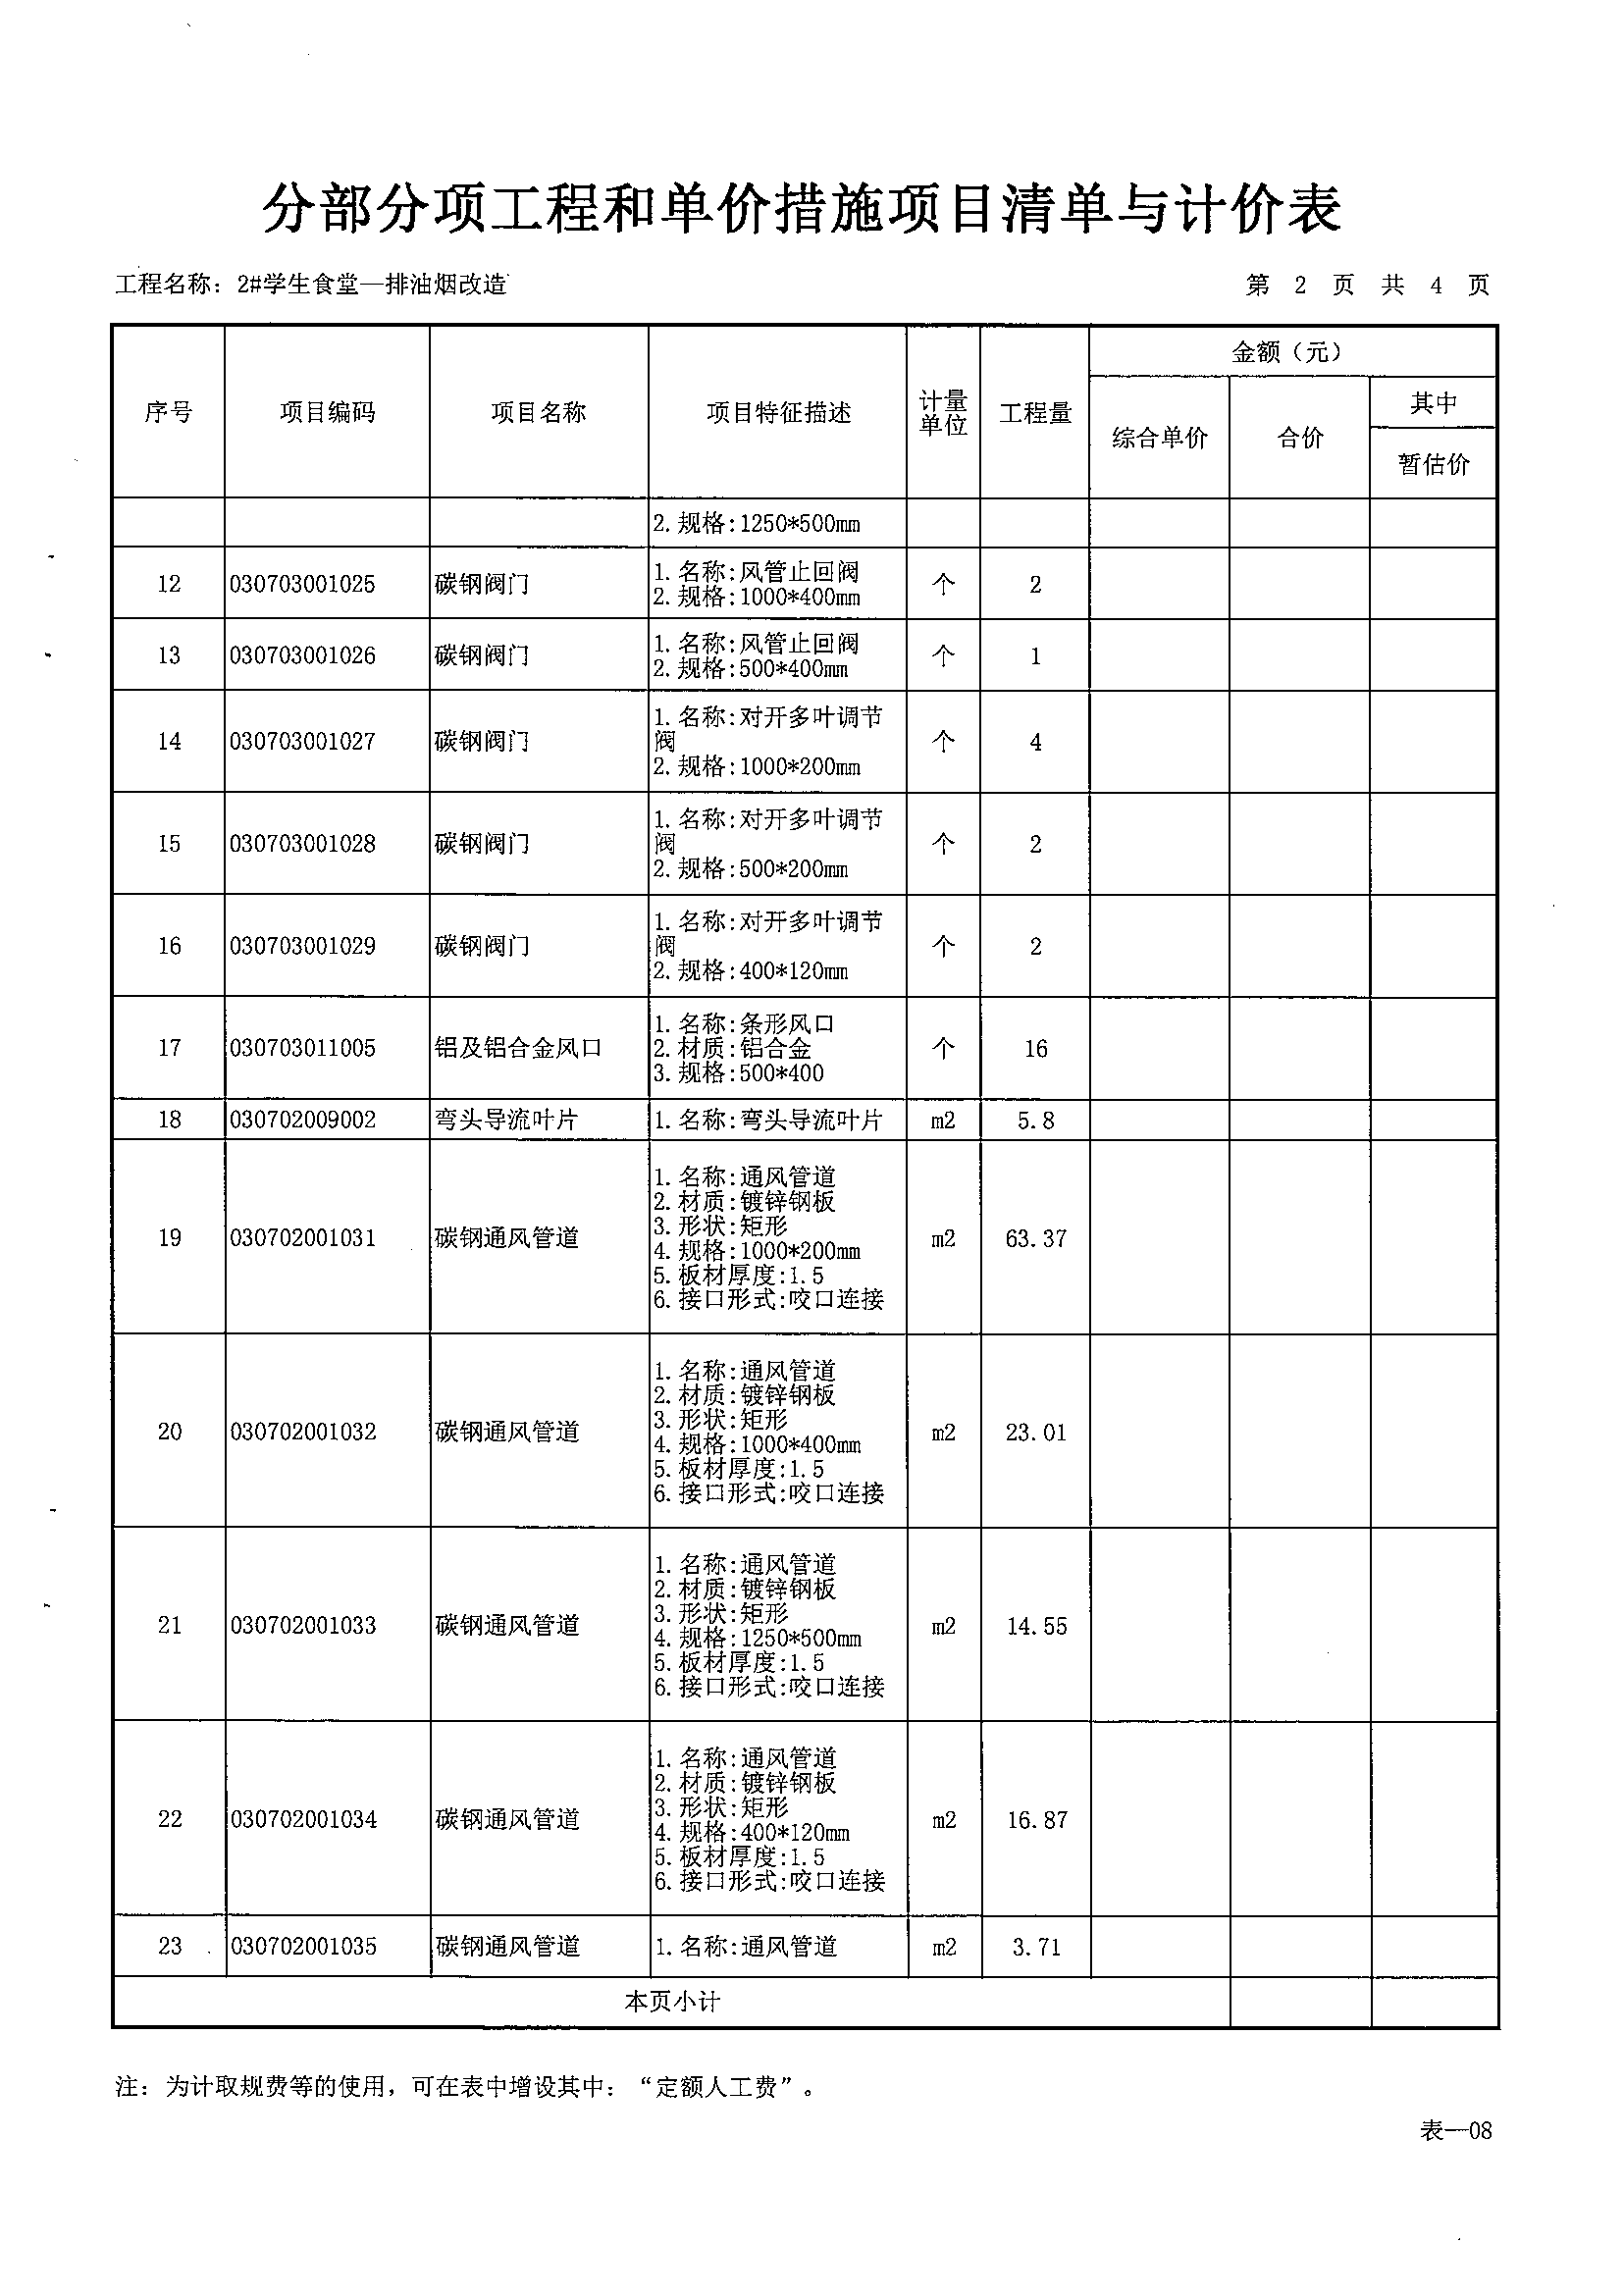 分部分项工程和单价措施项目清单与计价表
工程名称：2#学生食堂—排油烟改造
第 2 页 共 4 页
序号
项目编码
项目名称
项目特征描述
计量
单位
工程量
金额（元）
综合单价
合价
其中
暂估价
2.规格:1250*500mm
12 030703001025 碳钢阀门
1.名称:风管止回阀
2.规格:1000*400mm
个 2
13 030703001026 碳钢阀门
1.名称:风管止回阀
2.规格:500*400mm
个 1
14 030703001027 碳钢阀门
1.名称:对开多叶调节
阀
2.规格:1000*200mm
个 4
15 030703001028 碳钢阀门
1.名称:对开多叶调节
阀
2.规格:500*200mm
个 2
16 030703001029 碳钢阀门
1.名称:对开多叶调节
阀
2.规格:400*120mm
个 2
17 030703011005 铝及铝合金风口
1.名称:条形风口
2.材质:铝合金
3.规格:500*400
个 16
18 030702009002 弯头导流叶片
1.名称:弯头导流叶片
m2 5.8
19 030702001031 碳钢通风管道
1.名称:通风管道
2.材质:镀锌钢板
3.形状:矩形
4.规格:1000*200mm
5.板材厚度:1.5
6.接口形式:咬口连接
m2 63.37
20 030702001032 碳钢通风管道
1.名称:通风管道
2.材质:镀锌钢板
3.形状:矩形
4.规格:1000*400mm
5.板材厚度:1.5
6.接口形式:咬口连接
m2 23.01
21 030702001033 碳钢通风管道
1.名称:通风管道
2.材质:镀锌钢板
3.形状:矩形
4.规格:1250*500mm
5.板材厚度:1.5
6.接口形式:咬口连接
m2 14.55
22 030702001034 碳钢通风管道
1.名称:通风管道
2.材质:镀锌钢板
3.形状:矩形
4.规格:400*120mm
5.板材厚度:1.5
6.接口形式:咬口连接
m2 16.87
23 030702001035 碳钢通风管道
1.名称:通风管道
m2 3.71
本页小计
注：为计取规费等的使用，可在表中增设其中：“定额人工费”。
表—08